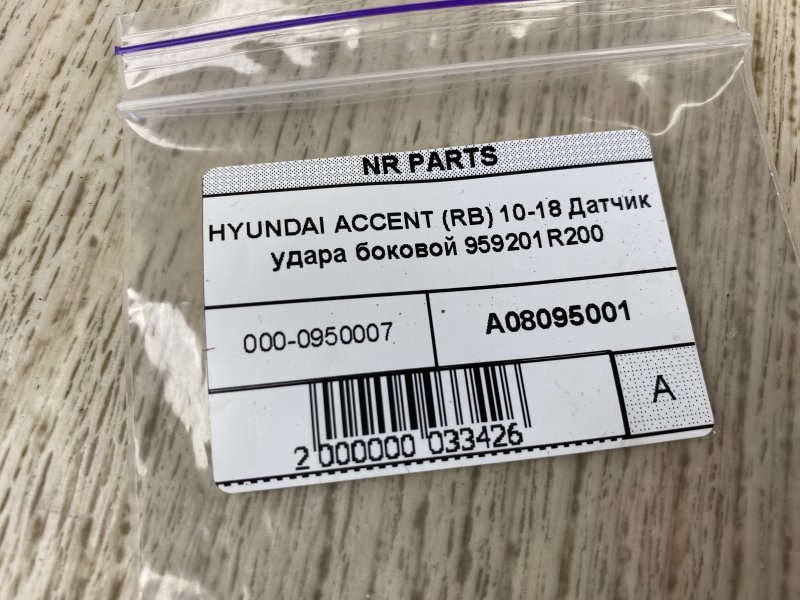 NR PARTS
HYUNDAI ACCENT (RB) 10-18 Датчик
удара боковой 959201R200
000-0950007
A08095001
A
2 000000 033426